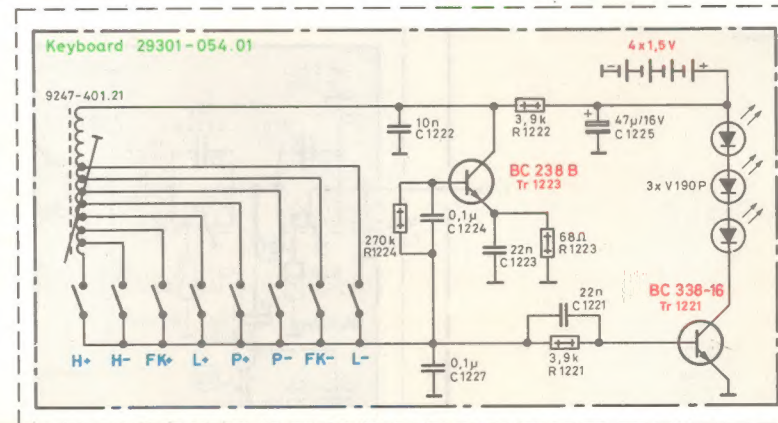 Keyboard 29301-054.01
4x1,5V
- +
9247-401.21
10n
C1222
3,9k
R1222
+
47µ/16V
C1225
BC 238 B
Tr 1223
3x V190P
270k
R1224
0,1µ
C1224
22n
C1223
68Ω
R1223
BC 338-16
Tr 1221
22n
C1221
3,9k
R1221
0,1µ
C1227
H+ H- FK+ L+ P+ P- FK- L-